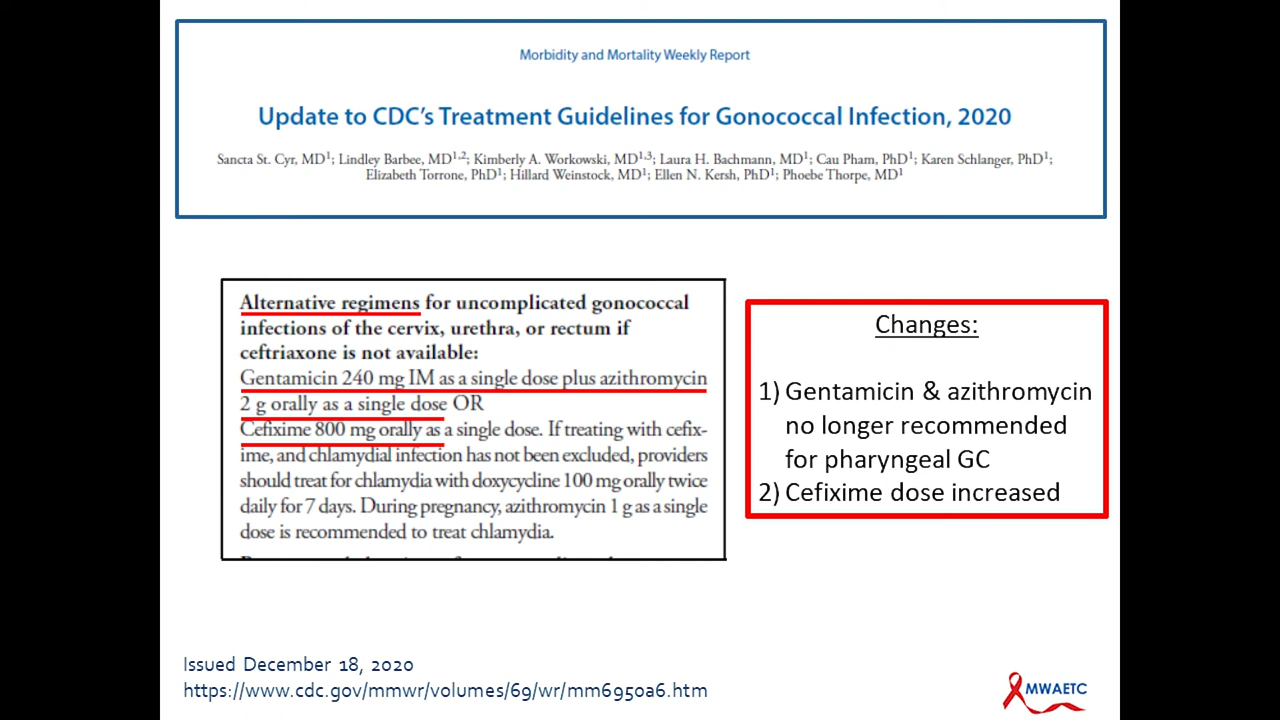 Morbidity and Mortality Weekly Report
Update to CDC's Treatment Guidelines for Gonococcal Infection, 2020
Sancta St. Cyr, MD1; Lindley Barbee, MD1,2; Kimberly A. Workowski, MD1,3; Laura H. Bachmann, MD1; Cau Pham, PhD1; Karen Schlanger, PhD1;
Elizabeth Torrone, PhD1; Hillard Weinstock, MD1; Ellen N. Kersh, PhD1; Phoebe Thorpe, MD1
Alternative regimens for uncomplicated gonococcal
infections of the cervix, urethra, or rectum if
ceftriaxone is not available:
Gentamicin 240 mg IM as a single dose plus azithromycin
2 g orally as a single dose OR
Cefixime 800 mg orally as a single dose. If treating with cefix-
ime, and chlamydial infection has not been excluded, providers
should treat for chlamydia with doxycycline 100 mg orally twice
daily for 7 days. During pregnancy, azithromycin 1 g as a single
dose is recommended to treat chlamydia.
Changes:
1) Gentamicin & azithromycin
no longer recommended
for pharyngeal GC
2) Cefixime dose increased
Issued December 18, 2020
https://www.cdc.gov/mmwr/volumes/69/wr/mm6950a6.htm
MWAETC